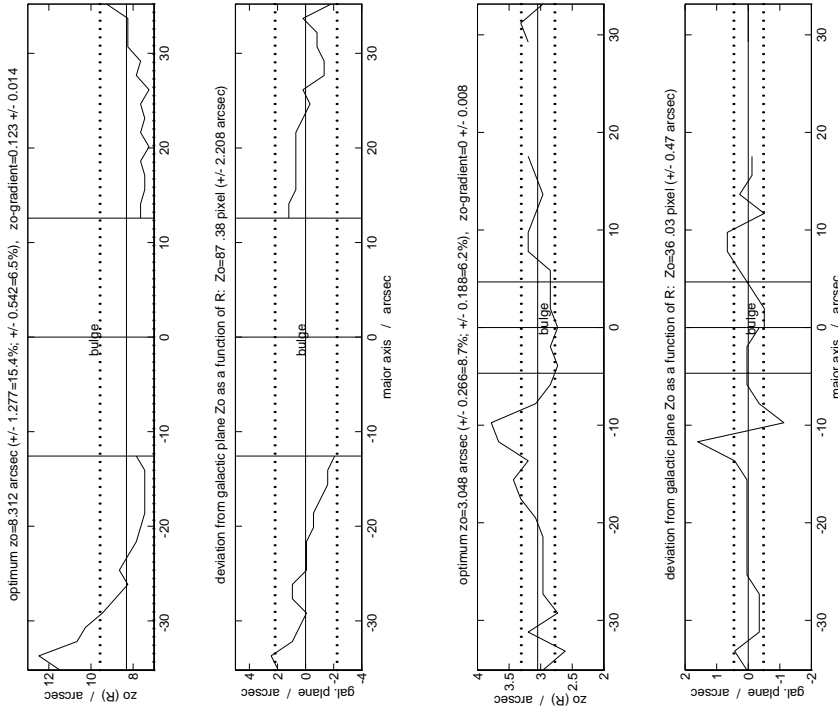 optimum zo=8.312 arcsec (+/- 1.277=15.4%; +/- 0.542=6.5%), zo-gradient=0.123 +/- 0.014
zo (R) / arcsec
12
10
8
bulge
-30 -20 -10 0 10 20 30
deviation from galactic plane Zo as a function of R: Zo=87 .38 pixel (+/- 2.208 arcsec)
gal. plane / arcsec
4
2
0
-2
bulge
-30 -20 -10 0 10 20 30
major axis / arcsec
optimum zo=3.048 arcsec (+/- 0.266=8.7%; +/- 0.188=6.2%), zo-gradient=0 +/- 0.008
zo (R) / arcsec
4
3.5
3
2.5
2
bulge
-30 -20 -10 0 10 20 30
deviation from galactic plane Zo as a function of R: Zo=36 .03 pixel (+/- 0.47 arcsec)
gal. plane / arcsec
2
1
0
-1
bulge
-30 -20 -10 0 10 20 30
major axis / arcsec